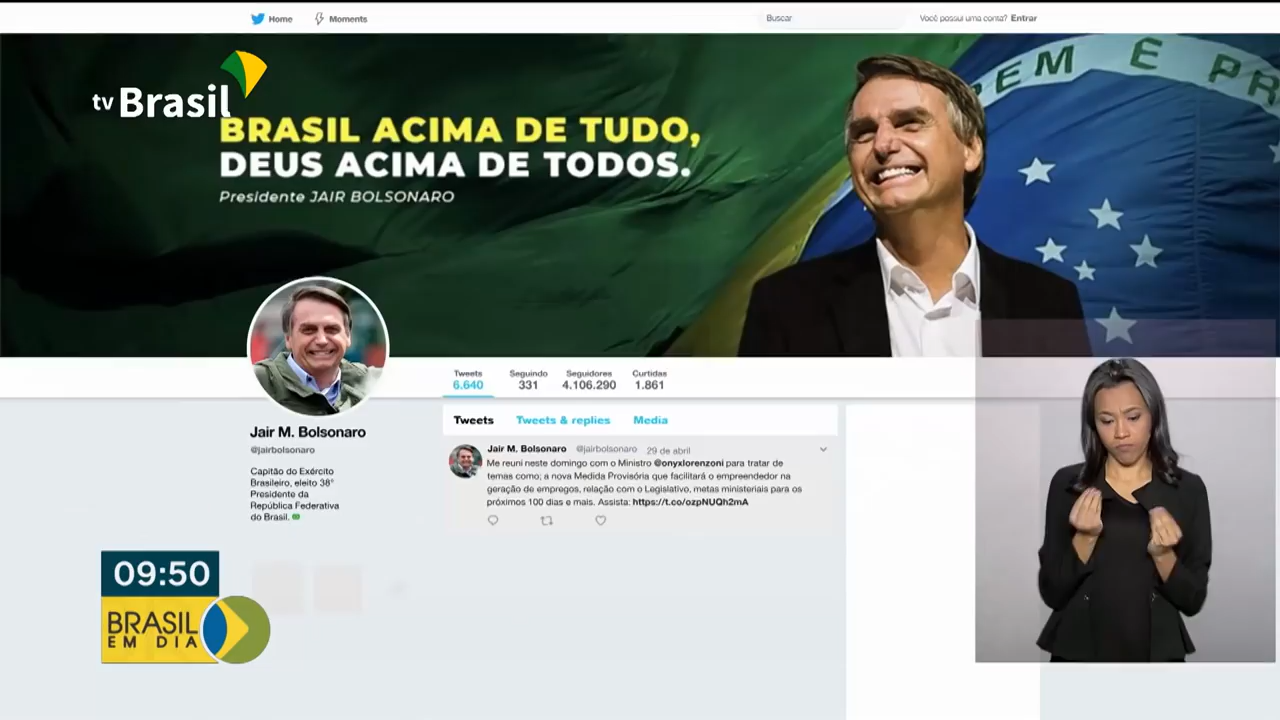 Home
Moments
Buscar
Você possui uma conta? Entrar
tv Brasil
EM E PR
BRASIL ACIMA DE TUDO,
DEUS ACIMA DE TODOS.
Presidente JAIR BOLSONARO
Tweets
6.640
Seguindo
331
Seguidores
4.106.290
Curtidas
1.861
Tweets
Tweets & replies
Media
Jair M. Bolsonaro
@jairbolsonaro
Capitão do Exército
Brasileiro, eleito 38°
Presidente da
República Federativa
do Brasil.
Jair M. Bolsonaro @jairbolsonaro 29 de abril
Me reuni neste domingo com o Ministro @onyxlorenzoni para tratar de
temas como; a nova Medida Provisória que facilitará o empreendedor na
geração de empregos, relação com o Legislativo, metas ministeriais para os
próximos 100 dias e mais. Assista: https://t.co/ozpNUQh2mA
09:50
BRASIL
EM DIA